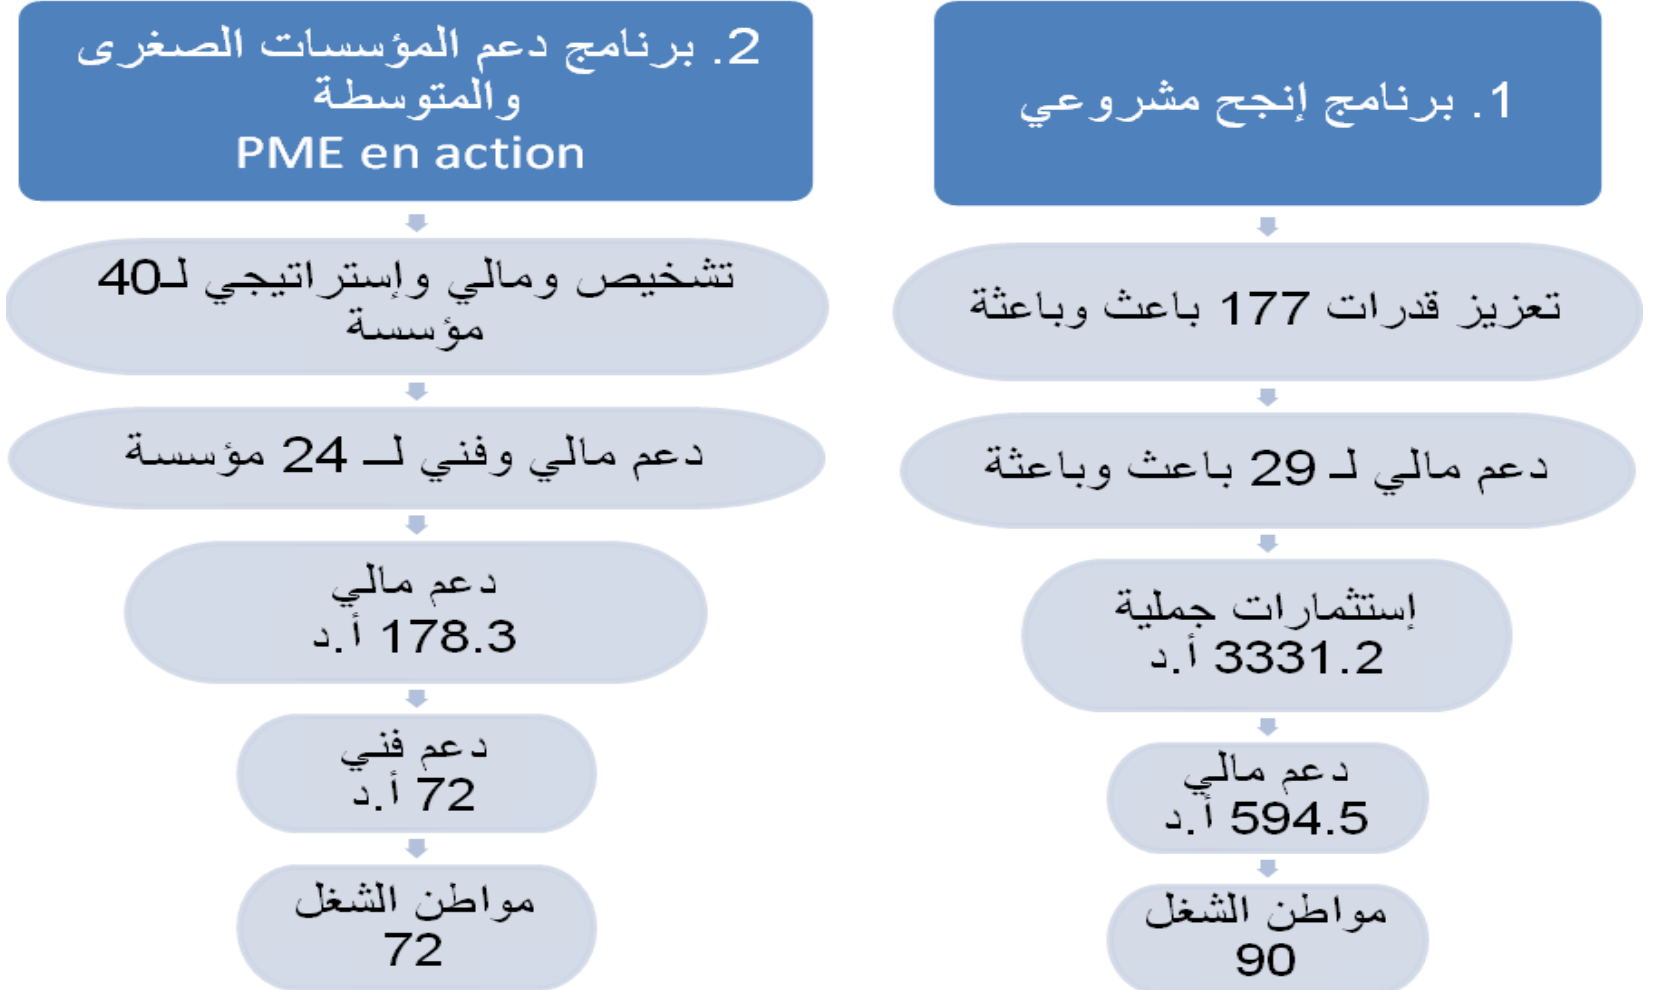 1. برنامج إنجح مشروعي
تعزيز قدرات 177 باعث وباعثة
دعم مالي لـ 29 باعث وباعثة
إستثمارات جملية
3331.2 أ.د
دعم مالي
594.5 أ.د
مواطن الشغل
90
2. برنامج دعم المؤسسات الصغرى
والمتوسطة
PME en action
تشخيص ومالي وإستراتيجي لـ40
مؤسسة
دعم مالي وفني لــ 24 مؤسسة
دعم مالي
178.3 أ.د
دعم فني
72 أ.د
مواطن الشغل
72